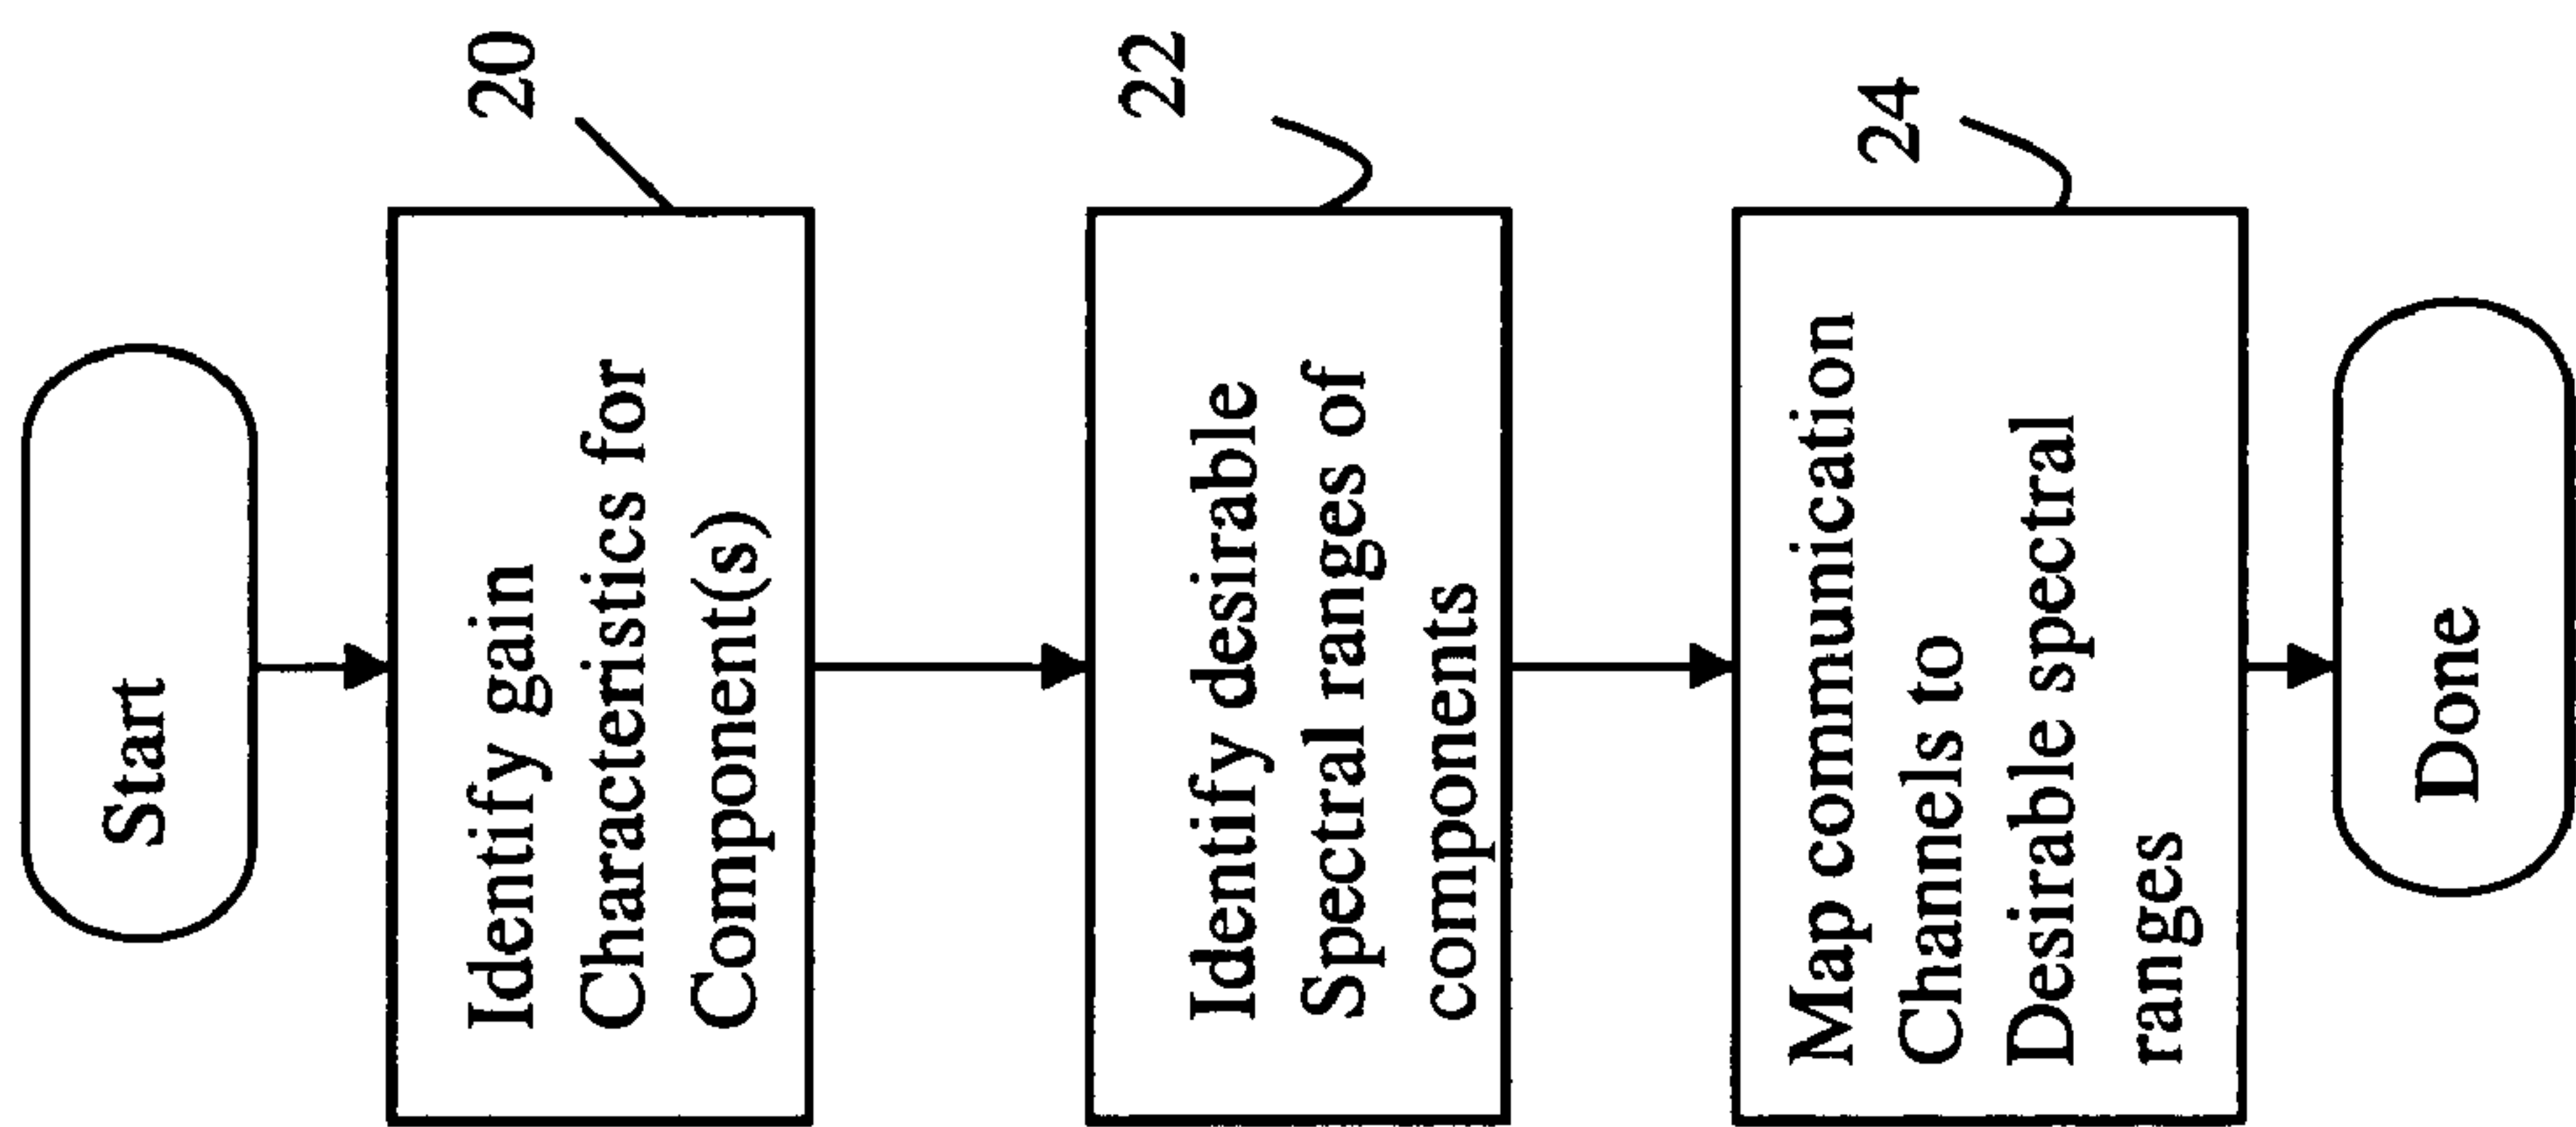 Start
Identify gain
Characteristics for
Component(s)
20
Identify desirable
Spectral ranges of
components
22
Map communication
Channels to
Desirable spectral
ranges
24
Done